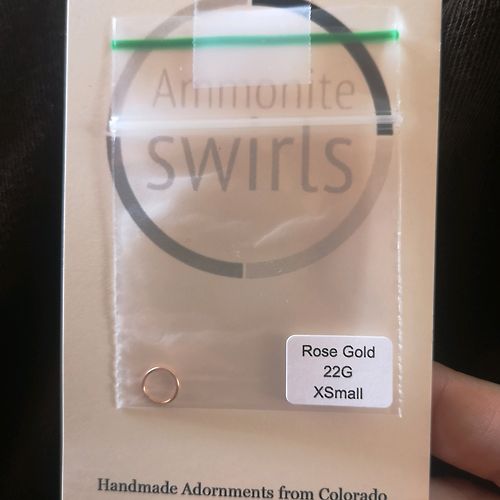 Ammonite
swirls
Rose Gold
22G
XSmall
Handmade Adornments from Colorado